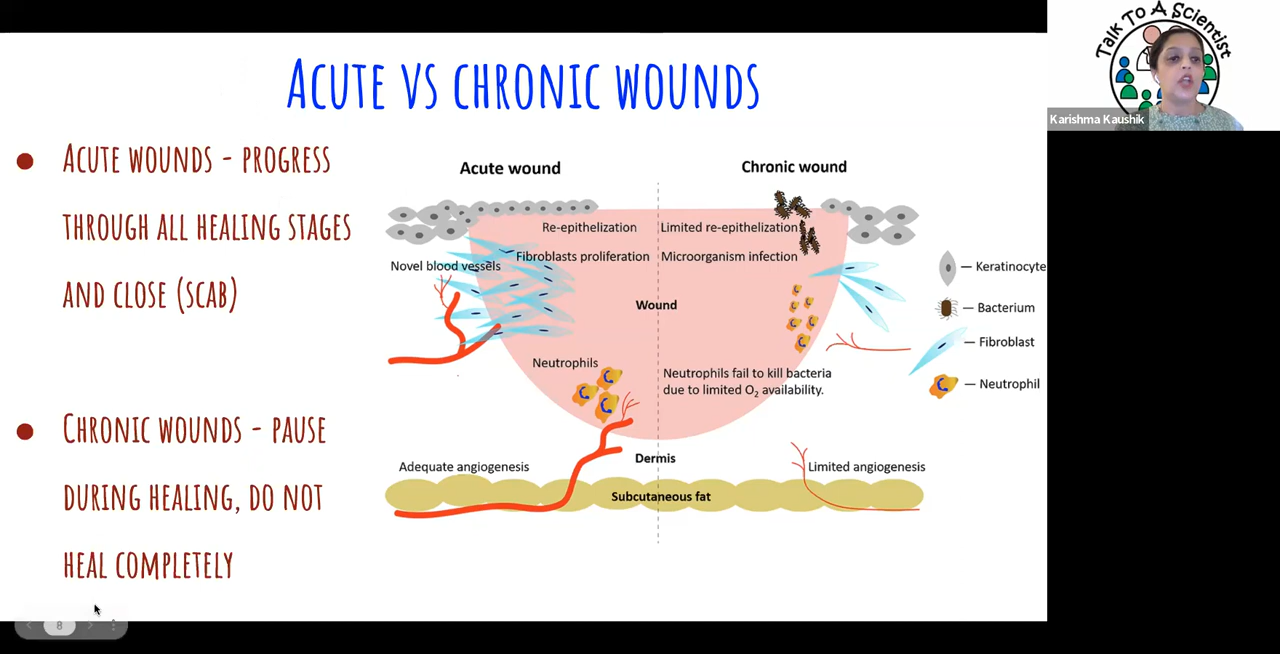 ACUTE VS CHRONIC WOUNDS
ACUTE WOUNDS - PROGRESS
THROUGH ALL HEALING STAGES
AND CLOSE (SCAB)
CHRONIC WOUNDS - PAUSE
DURING HEALING, DO NOT
HEAL COMPLETELY
Acute wound
Chronic wound
Re-epithelization
Limited re-epithelization
Fibroblasts proliferation
Microorganism infection
Novel blood vessels
Wound
Neutrophils
Neutrophils fail to kill bacteria
due to limited O₂ availability.
Dermis
Adequate angiogenesis
Limited angiogenesis
Subcutaneous fat
— Keratinocyte
— Bacterium
— Fibroblast
— Neutrophil
8
Talk To A Scientist
Karishma Kaushik